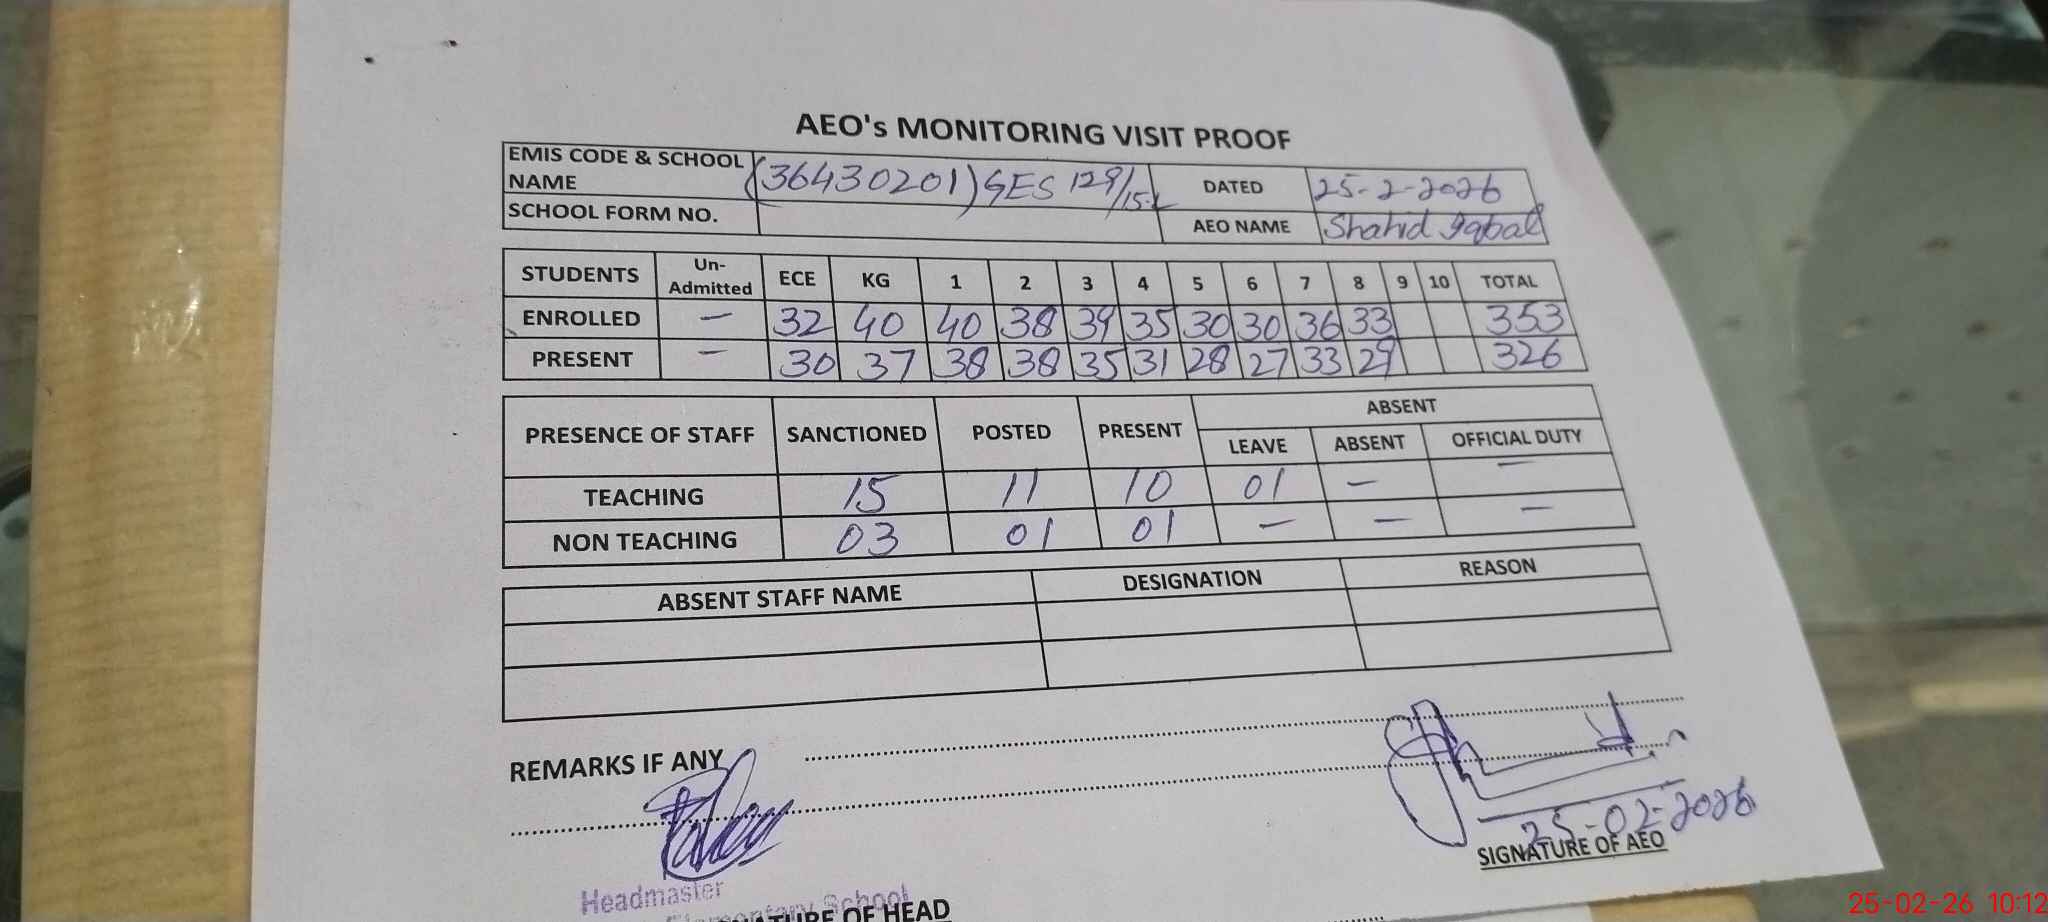 AEO's MONITORING VISIT PROOF
EMIS CODE & SCHOOL NAME (36430201) GES 129/15-L DATED 25-2-2026
SCHOOL FORM NO. AEO NAME Shahid Iqbal
STUDENTS Un-Admitted ECE KG 1 2 3 4 5 6 7 8 9 10 TOTAL
ENROLLED — 32 40 40 38 39 35 30 30 36 33 353
PRESENT — 30 37 38 38 35 31 28 27 33 29 326
PRESENCE OF STAFF SANCTIONED POSTED PRESENT ABSENT
LEAVE ABSENT OFFICIAL DUTY
TEACHING 15 11 10 01 — —
NON TEACHING 03 01 01 — — —
ABSENT STAFF NAME DESIGNATION REASON
REMARKS IF ANY
25-02-2026
SIGNATURE OF AEO
Headmaster
Elementary School
OF HEAD
25-02-26 10:12